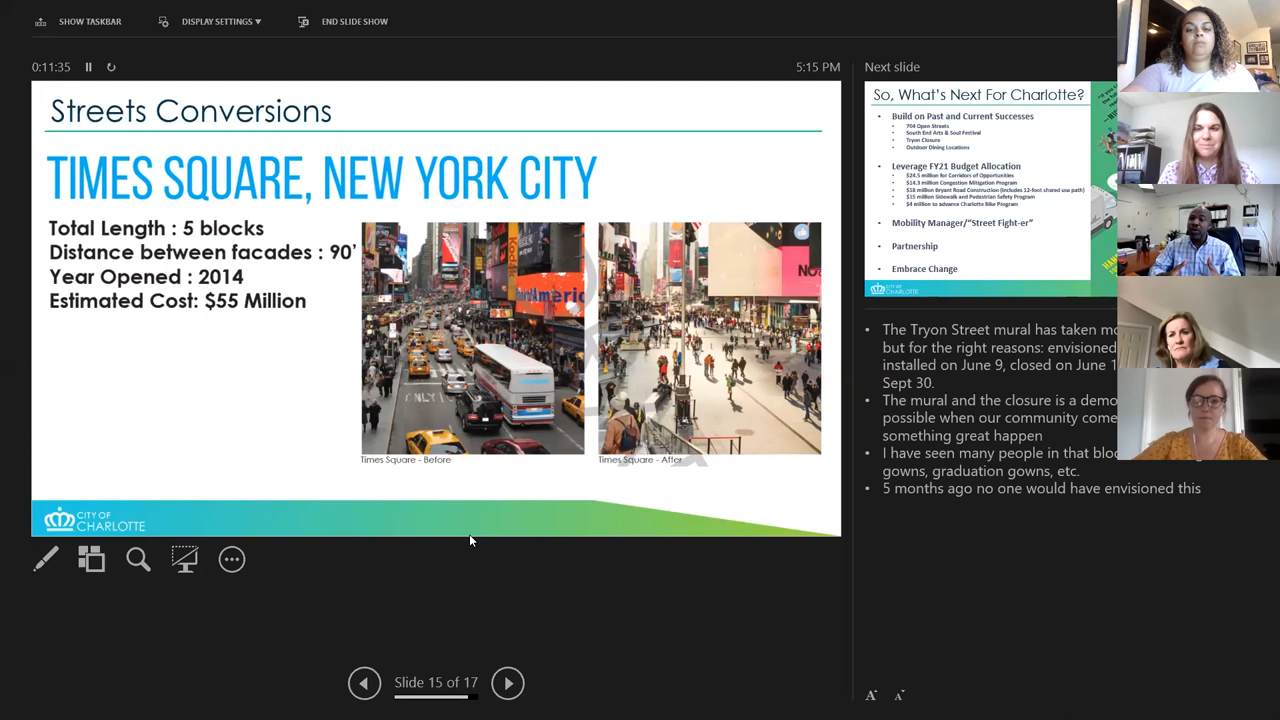 SHOW TASKBAR
DISPLAY SETTINGS ▼
END SLIDE SHOW
0:11:35
5:15 PM
Next slide
Streets Conversions
TIMES SQUARE, NEW YORK CITY
Total Length : 5 blocks
Distance between facades : 90’
Year Opened : 2014
Estimated Cost: $55 Million
ONLY
Times Square - Before
Times Square - After
CITY OF
CHARLOTTE
So, What's Next For Charlotte?
• Build on Past and Current Successes
• 704 Open Streets
• South End Arts & Soul Festival
• Tryon Closure
• Outdoor Dining Locations
• Leverage FY21 Budget Allocation
• $24.5 million for Corridors of Opportunities
• $14.3 million Congestion Mitigation Program
• $18 million Bryant Road Construction (includes 12-foot shared use path)
• $15 million Sidewalk and Pedestrian Safety Program
• $4 million to advance Charlotte Bike Program
• Mobility Manager/“Street Fight-er”
• Partnership
• Embrace Change
CITY OF
CHARLOTTE
• The Tryon Street mural has taken
but for the right reasons: envisioned
installed on June 9, closed on June
Sept 30.
• The mural and the closure is a
possible when our community
something great happen
• I have seen many people in that
gowns, graduation gowns, etc.
• 5 months ago no one would have envisioned this
Slide 15 of 17